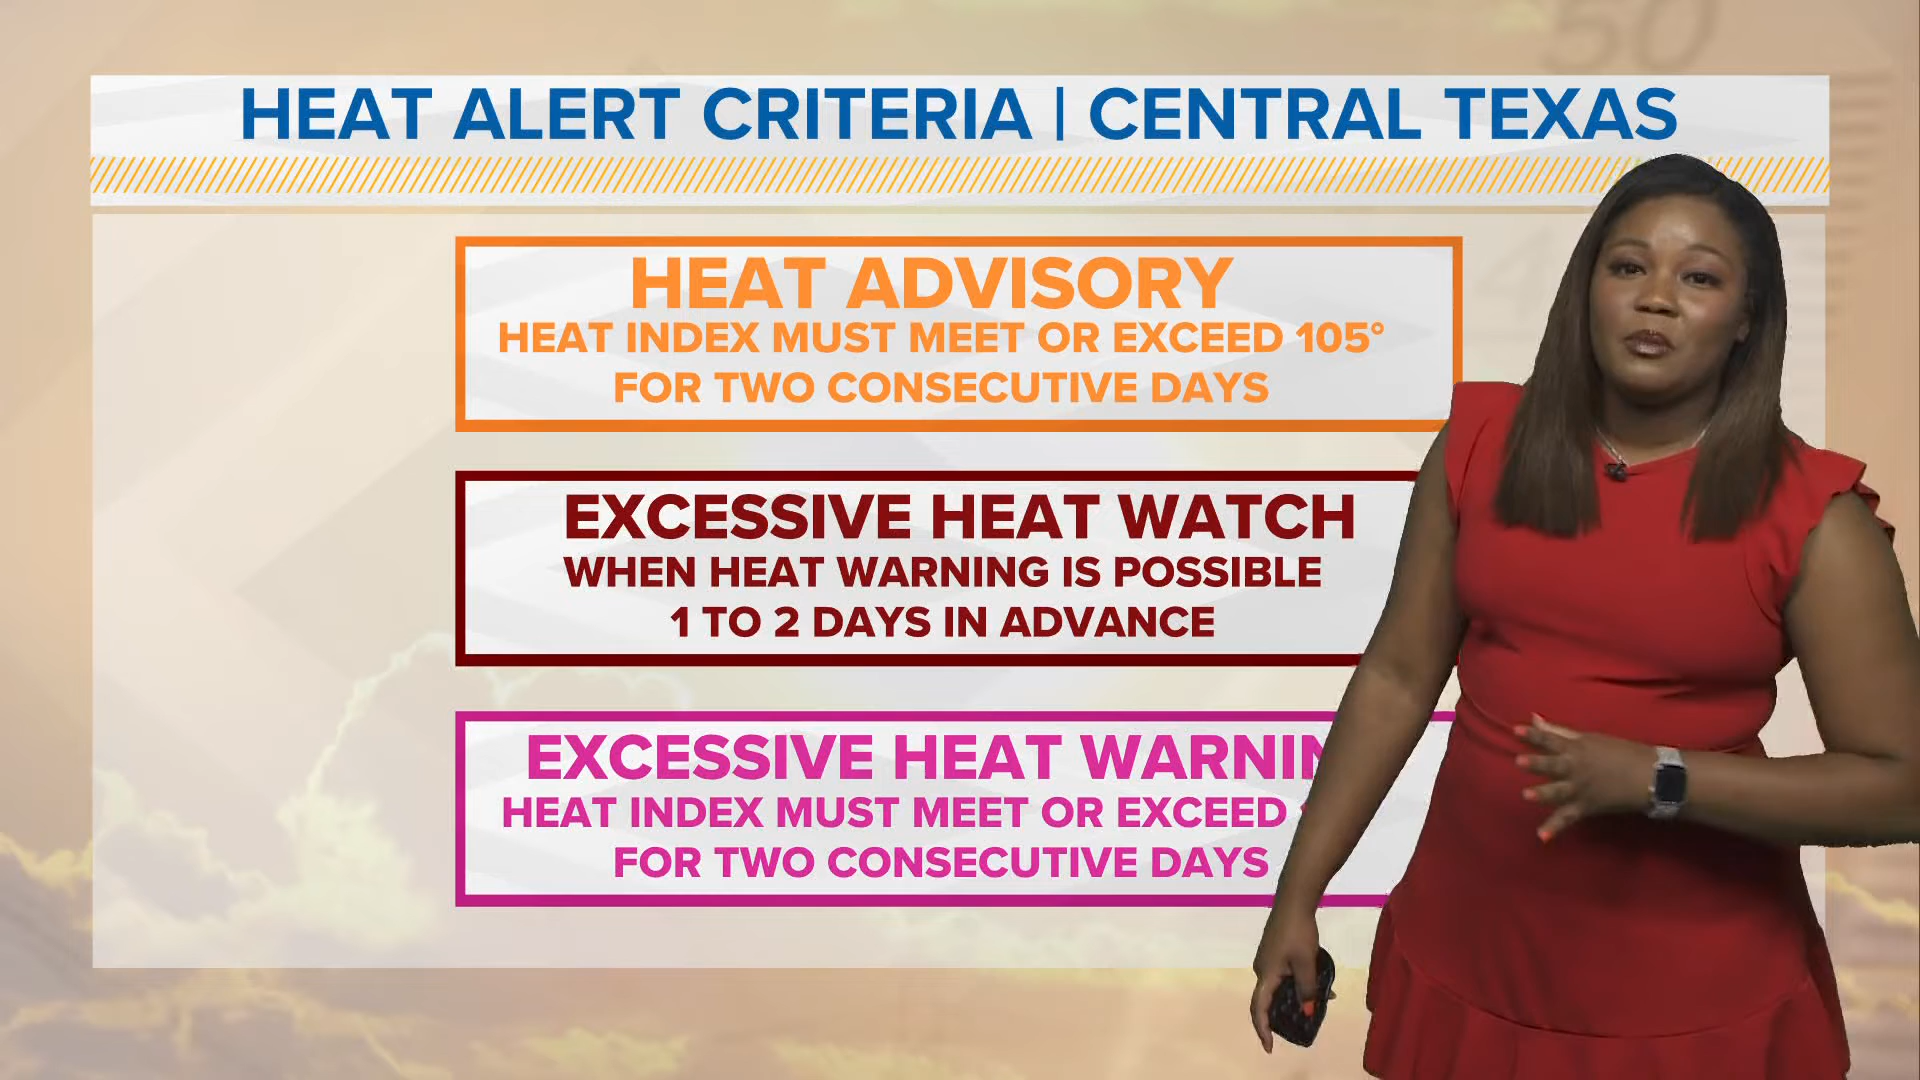 50
HEAT ALERT CRITERIA | CENTRAL TEXAS
HEAT ADVISORY
HEAT INDEX MUST MEET OR EXCEED 105°
FOR TWO CONSECUTIVE DAYS
EXCESSIVE HEAT WATCH
WHEN HEAT WARNING IS POSSIBLE
1 TO 2 DAYS IN ADVANCE
EXCESSIVE HEAT
HEAT INDEX MUST MEET OR EXCEED
FOR TWO CONSECUTIVE DAYS